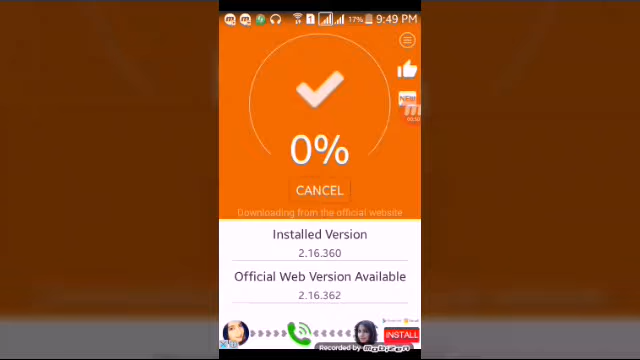 17% 9:49 PM
NEW
0%
CANCEL
Downloading from the official website
Installed Version
2.16.360
Official Web Version Available
2.16.362
INSTALL
Recorded by